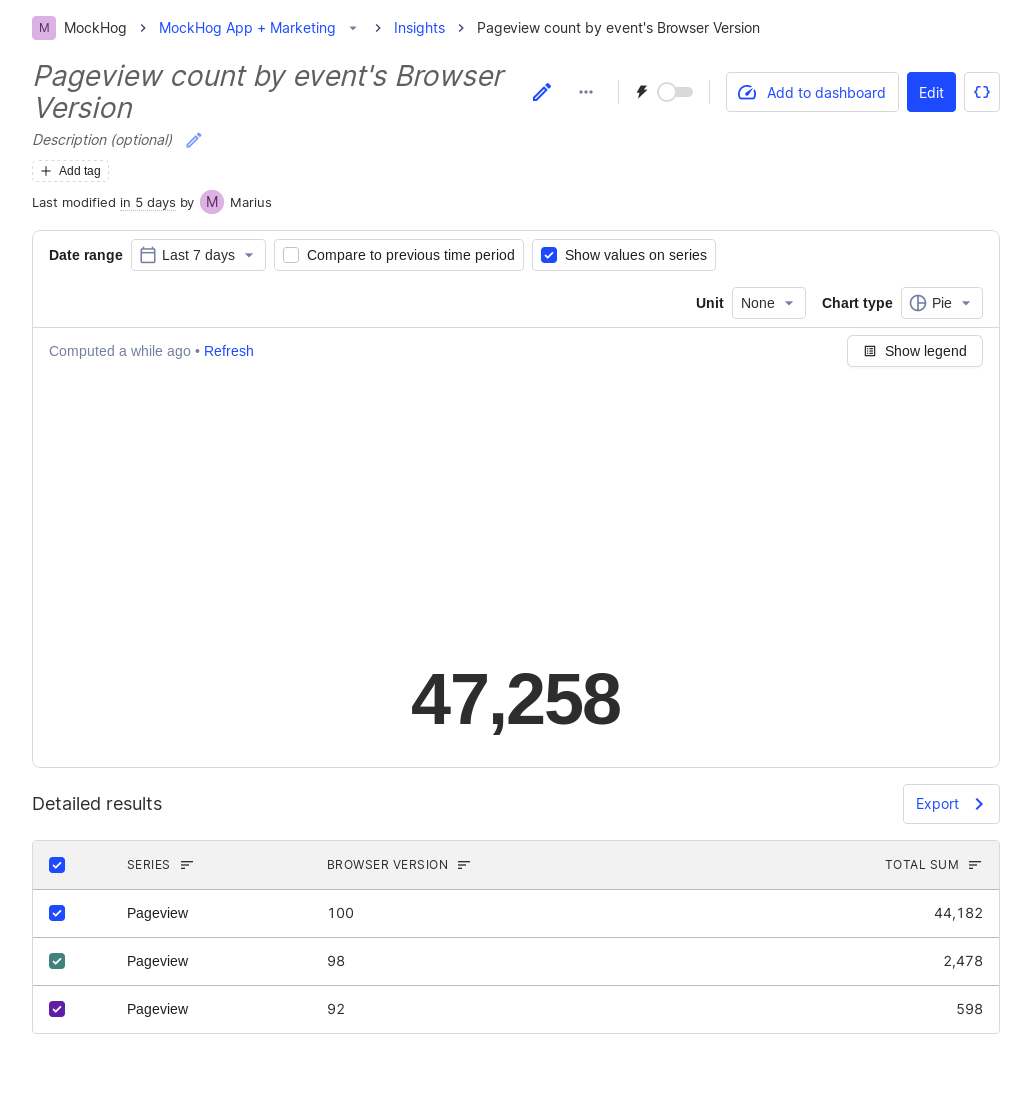 M MockHog MockHog App + Marketing Insights Pageview count by event's Browser Version
Pageview count by event's Browser
Version
Add to dashboard Edit
Description (optional)
Add tag
Last modified in 5 days by M Marius
Date range Last 7 days Compare to previous time period Show values on series
Unit None Chart type Pie
Computed a while ago • Refresh Show legend
47,258
Detailed results Export
SERIES BROWSER VERSION TOTAL SUM
Pageview 100 44,182
Pageview 98 2,478
Pageview 92 598